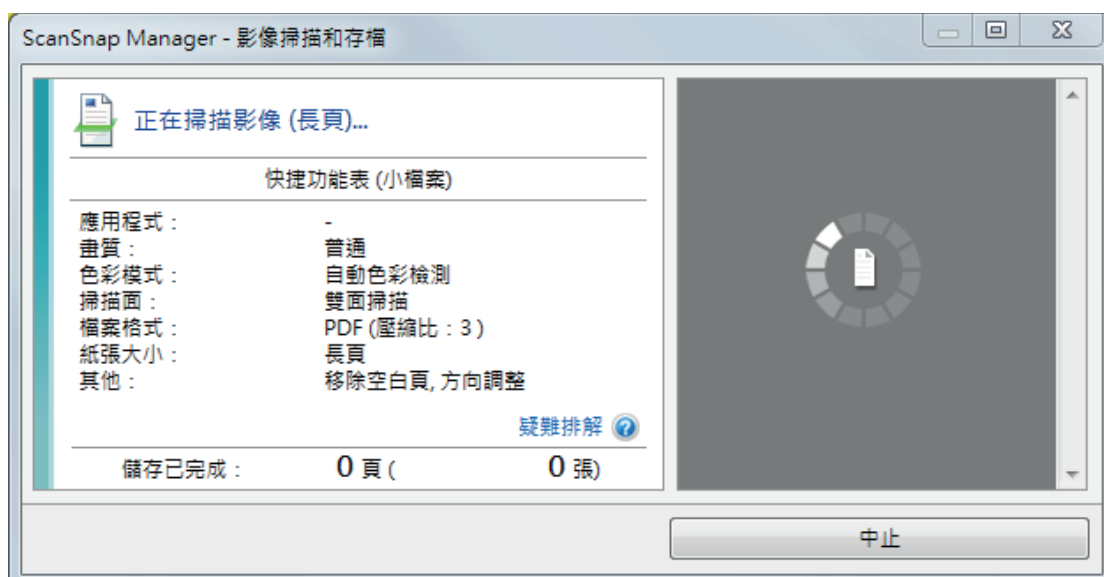 ScanSnap Manager - 影像掃描和存檔
正在掃描影像 (長頁)...
快捷功能表 (小檔案)
應用程式： -
畫質： 普通
色彩模式： 自動色彩檢測
掃描面： 雙面掃描
檔案格式： PDF (壓縮比：3)
紙張大小： 長頁
其他： 移除空白頁, 方向調整
疑難排解
儲存已完成： 0 頁 ( 0 張)
中止